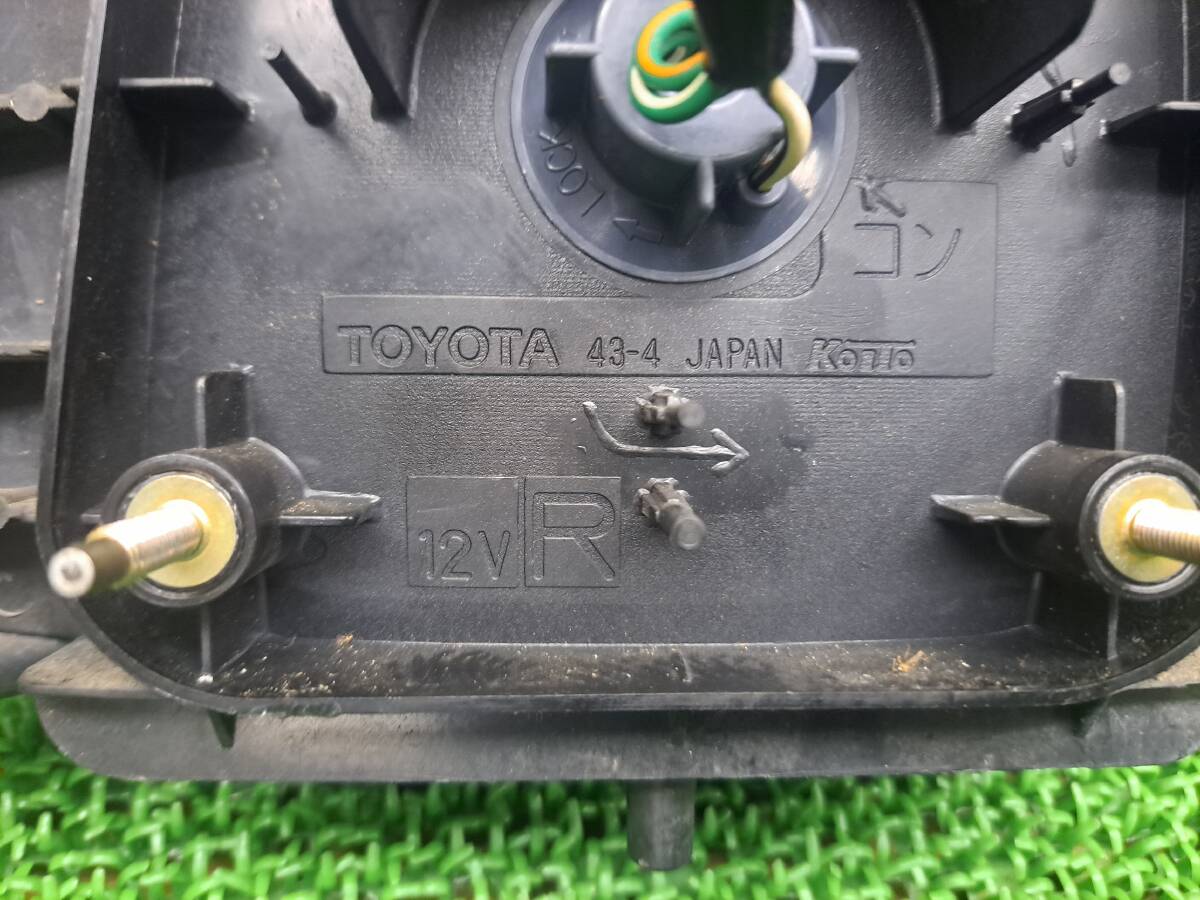 LOCK
コン
TOYOTA 43-4 JAPAN KOITO
12V R